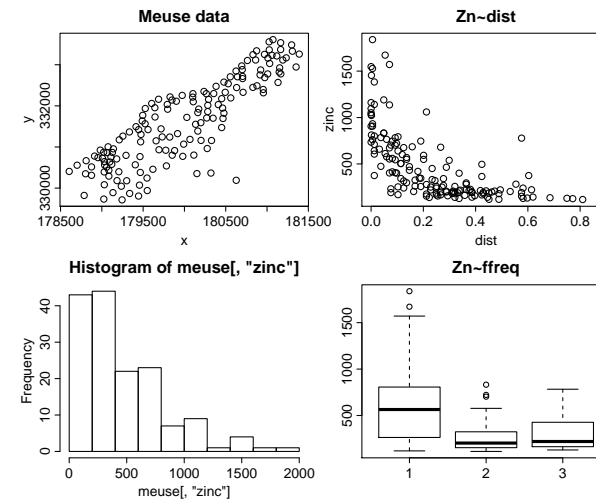 Meuse data
y
330000 332000
178500 179500 180500 181500
x
Zn~dist
zinc
500 1000 1500
0.0 0.2 0.4 0.6 0.8
dist
Histogram of meuse[, "zinc"]
Frequency
0 10 20 30 40
0 500 1000 1500 2000
meuse[, "zinc"]
Zn~ffreq
500 1000 1500
1 2 3